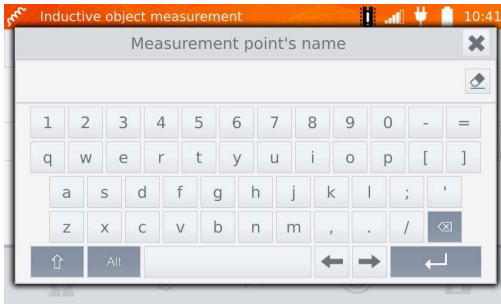 Inductive object measurement 10:41
Measurement point's name
1 2 3 4 5 6 7 8 9 0 - =
q w e r t y u i o p [ ]
a s d f g h j k l ; '
z x c v b n m , . /
Alt